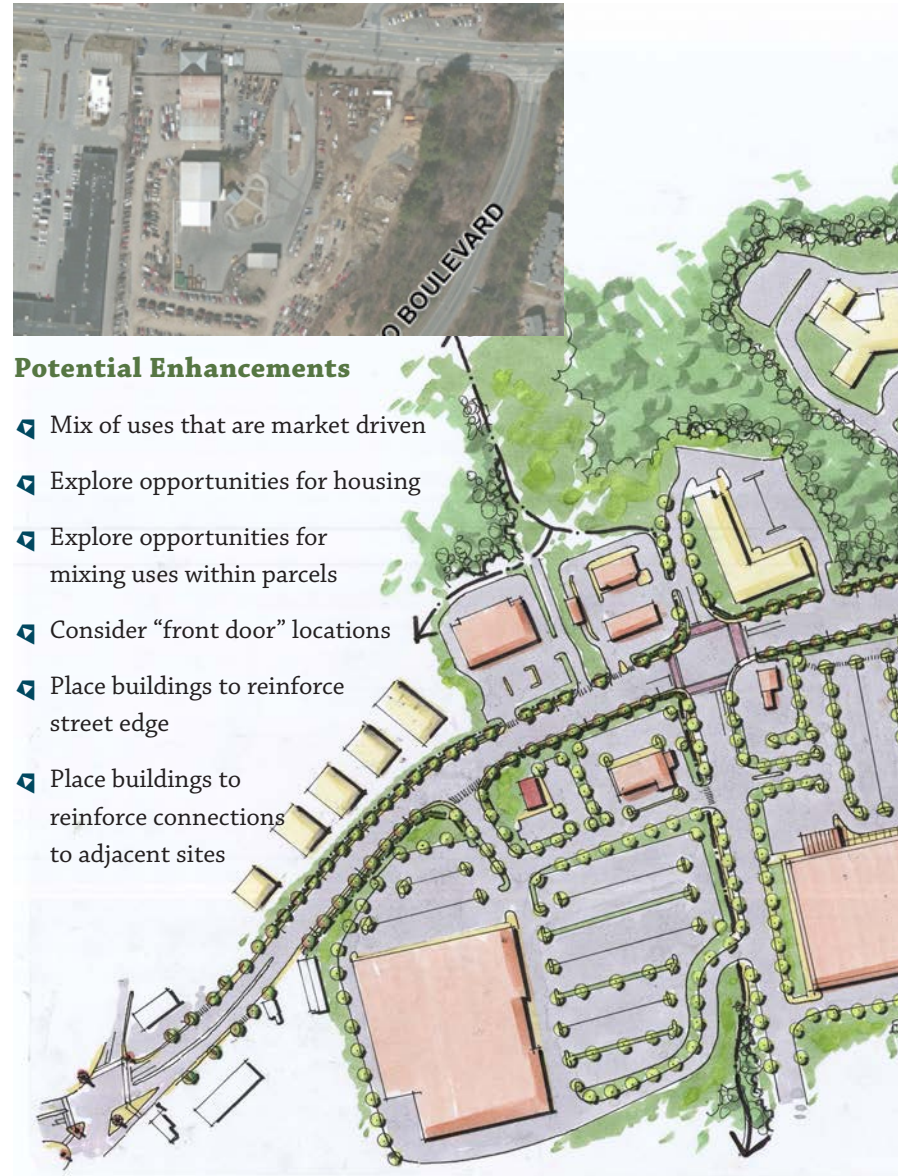 O BOULEVARD
Potential Enhancements
Mix of uses that are market driven
Explore opportunities for housing
Explore opportunities for
mixing uses within parcels
Consider “front door” locations
Place buildings to reinforce
street edge
Place buildings to
reinforce connections
to adjacent sites